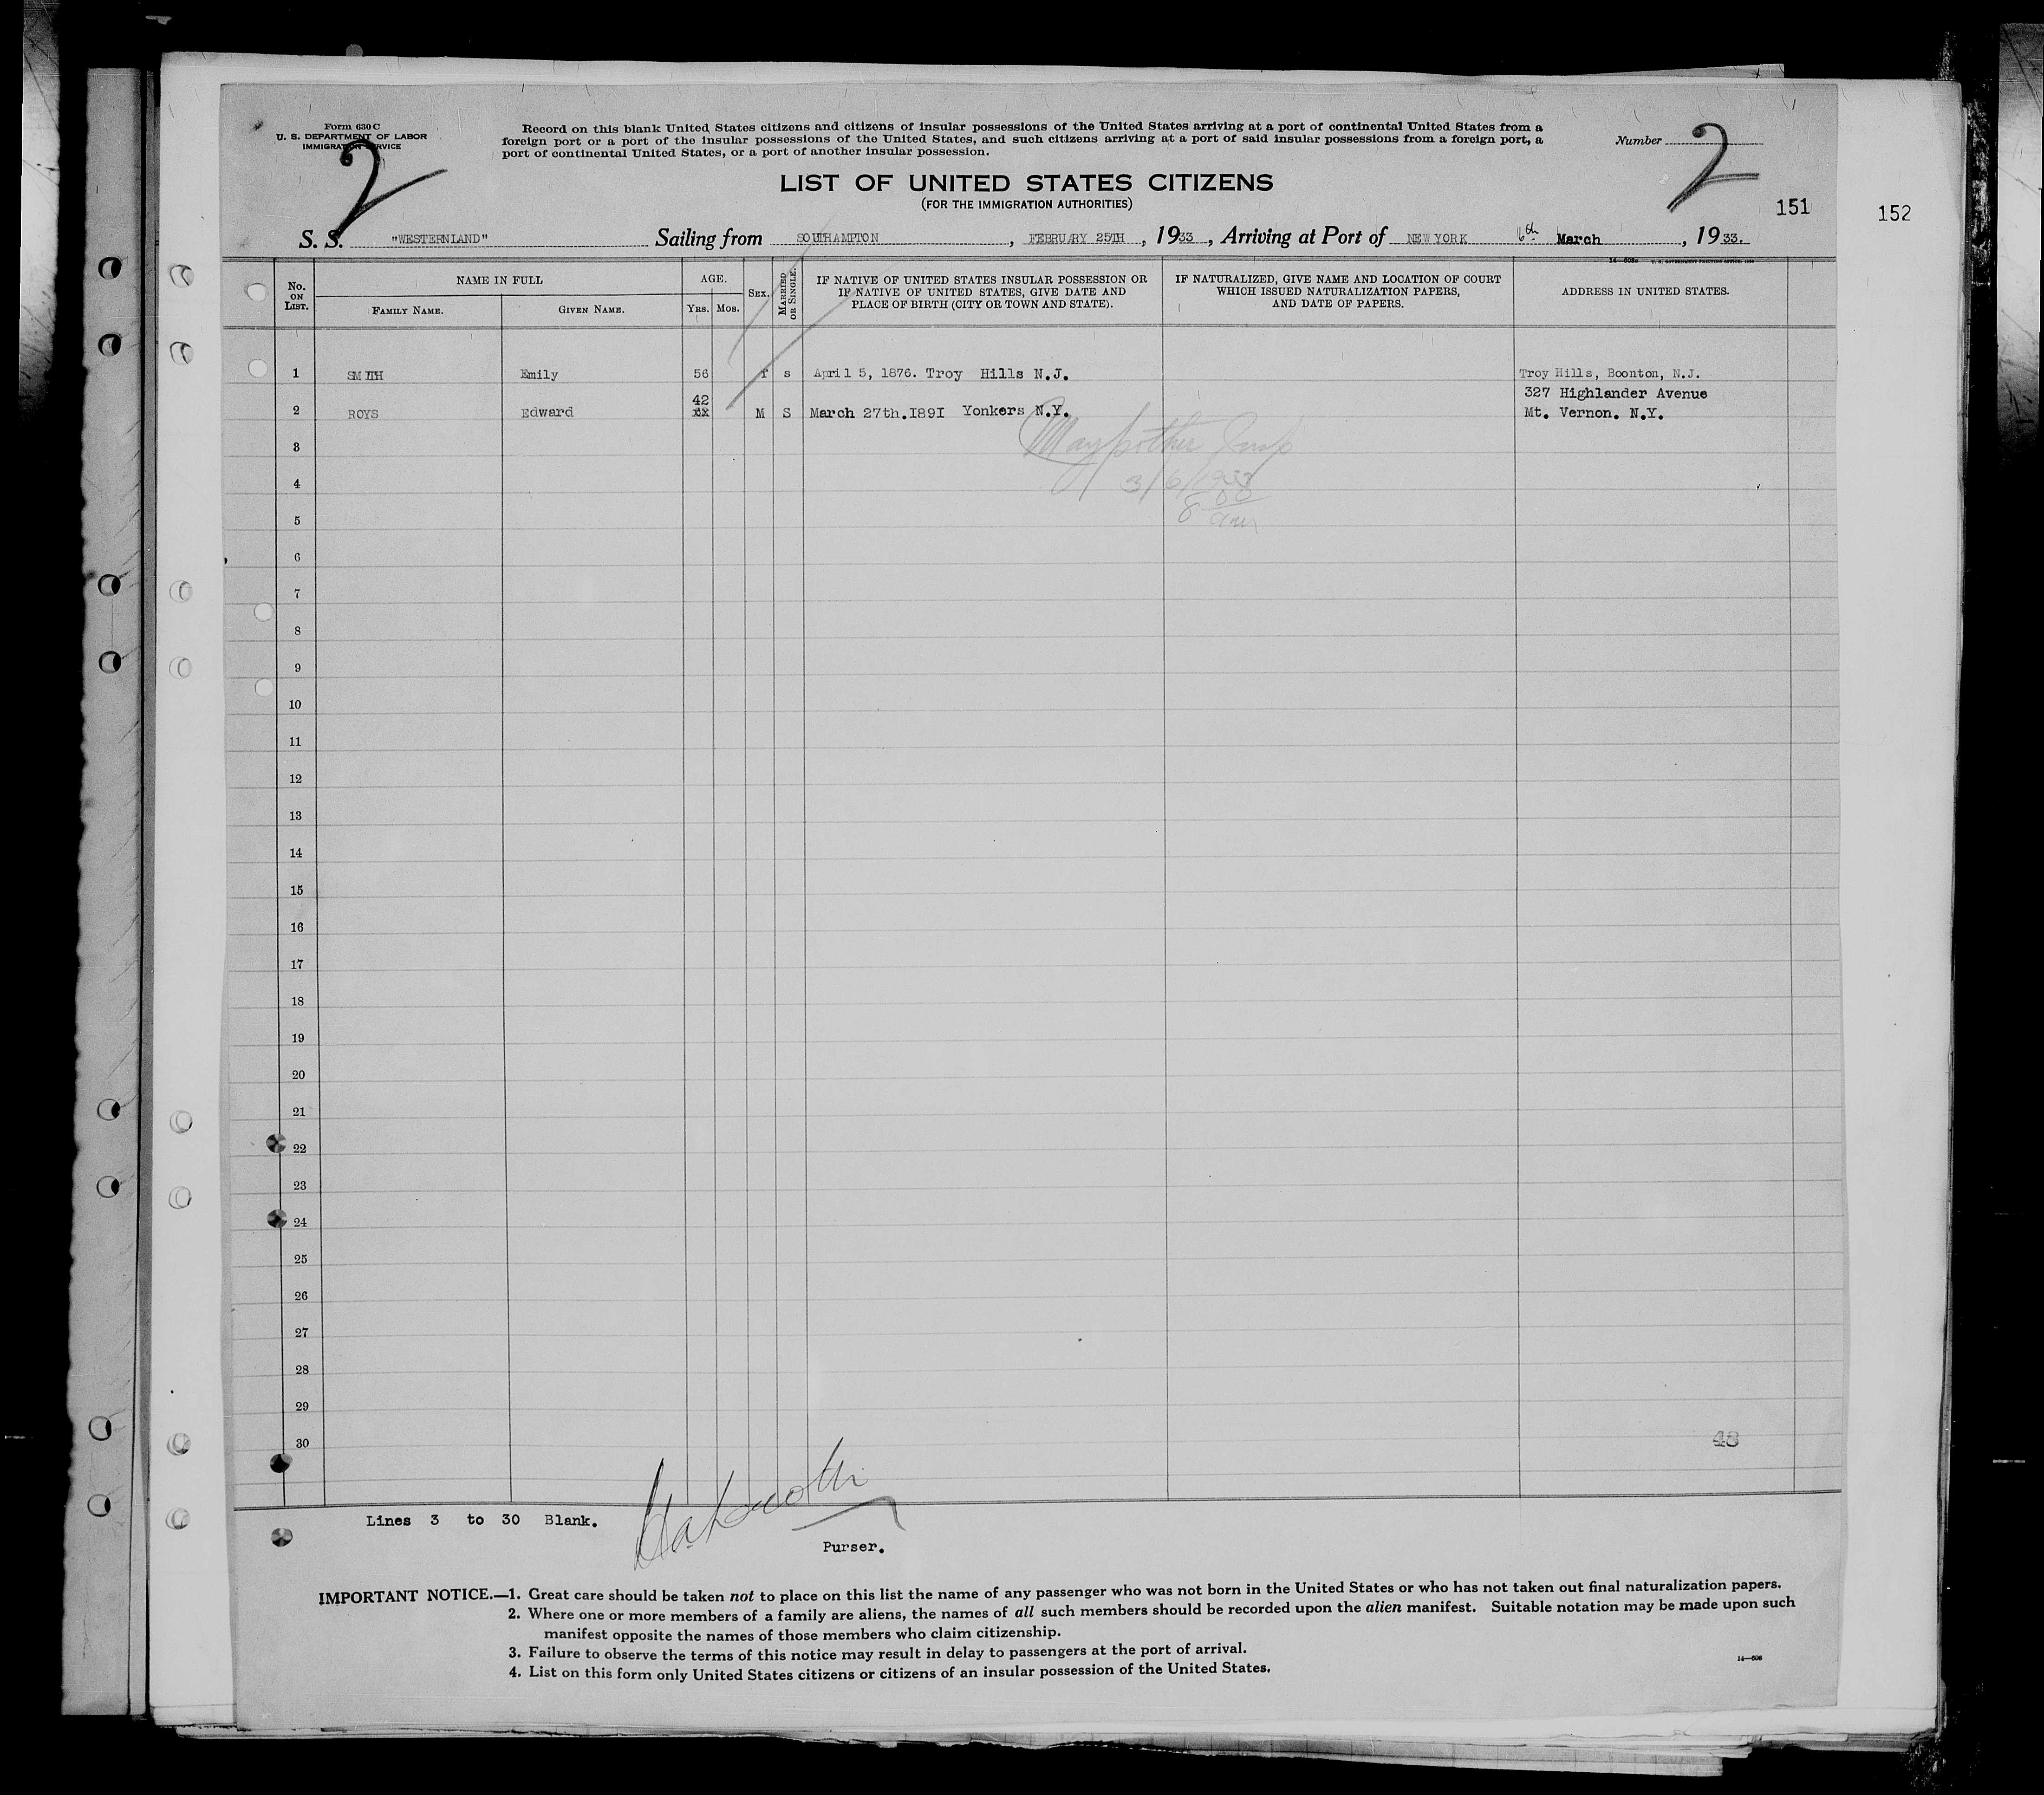 Form 630 C
U. S. DEPARTMENT OF LABOR
IMMIGRATION SERVICE
Record on this blank United States citizens and citizens of insular possessions of the United States arriving at a port of continental United States from a
foreign port or a port of the insular possessions of the United States, and such citizens arriving at a port of said insular possessions from a foreign port, a
port of continental United States, or a port of another insular possession.
Number 2
2
LIST OF UNITED STATES CITIZENS
(FOR THE IMMIGRATION AUTHORITIES)
151
152
S. S. "WESTERNLAND" Sailing from SOUTHAMPTON, FEBRUARY 25TH, 1933, Arriving at Port of NEW YORK 6th March, 1933.
No. ON LIST.
NAME IN FULL
FAMILY NAME.
GIVEN NAME.
AGE.
YRS. MOS.
SEX.
MARRIED OR SINGLE.
IF NATIVE OF UNITED STATES INSULAR POSSESSION OR
IF NATIVE OF UNITED STATES, GIVE DATE AND
PLACE OF BIRTH (CITY OR TOWN AND STATE).
IF NATURALIZED, GIVE NAME AND LOCATION OF COURT
WHICH ISSUED NATURALIZATION PAPERS,
AND DATE OF PAPERS.
ADDRESS IN UNITED STATES.
1 SMITH Emily 56 f s April 5, 1876. Troy Hills N.J. Troy Hills, Boonton, N.J.
42 327 Highlander Avenue
2 ROYS Edward xx M S March 27th.1891 Yonkers N.Y. Mt. Vernon. N.Y.
3
4 3/6/1933
5 8 00 am
6
7
8
9
10
11
12
13
14
15
16
17
18
19
20
21
22
23
24
25
26
27
28
29
30
48
Lines 3 to 30 Blank.
Purser.
IMPORTANT NOTICE.—1. Great care should be taken not to place on this list the name of any passenger who was not born in the United States or who has not taken out final naturalization papers.
2. Where one or more members of a family are aliens, the names of all such members should be recorded upon the alien manifest. Suitable notation may be made upon such
manifest opposite the names of those members who claim citizenship.
3. Failure to observe the terms of this notice may result in delay to passengers at the port of arrival.
4. List on this form only United States citizens or citizens of an insular possession of the United States.
14—608